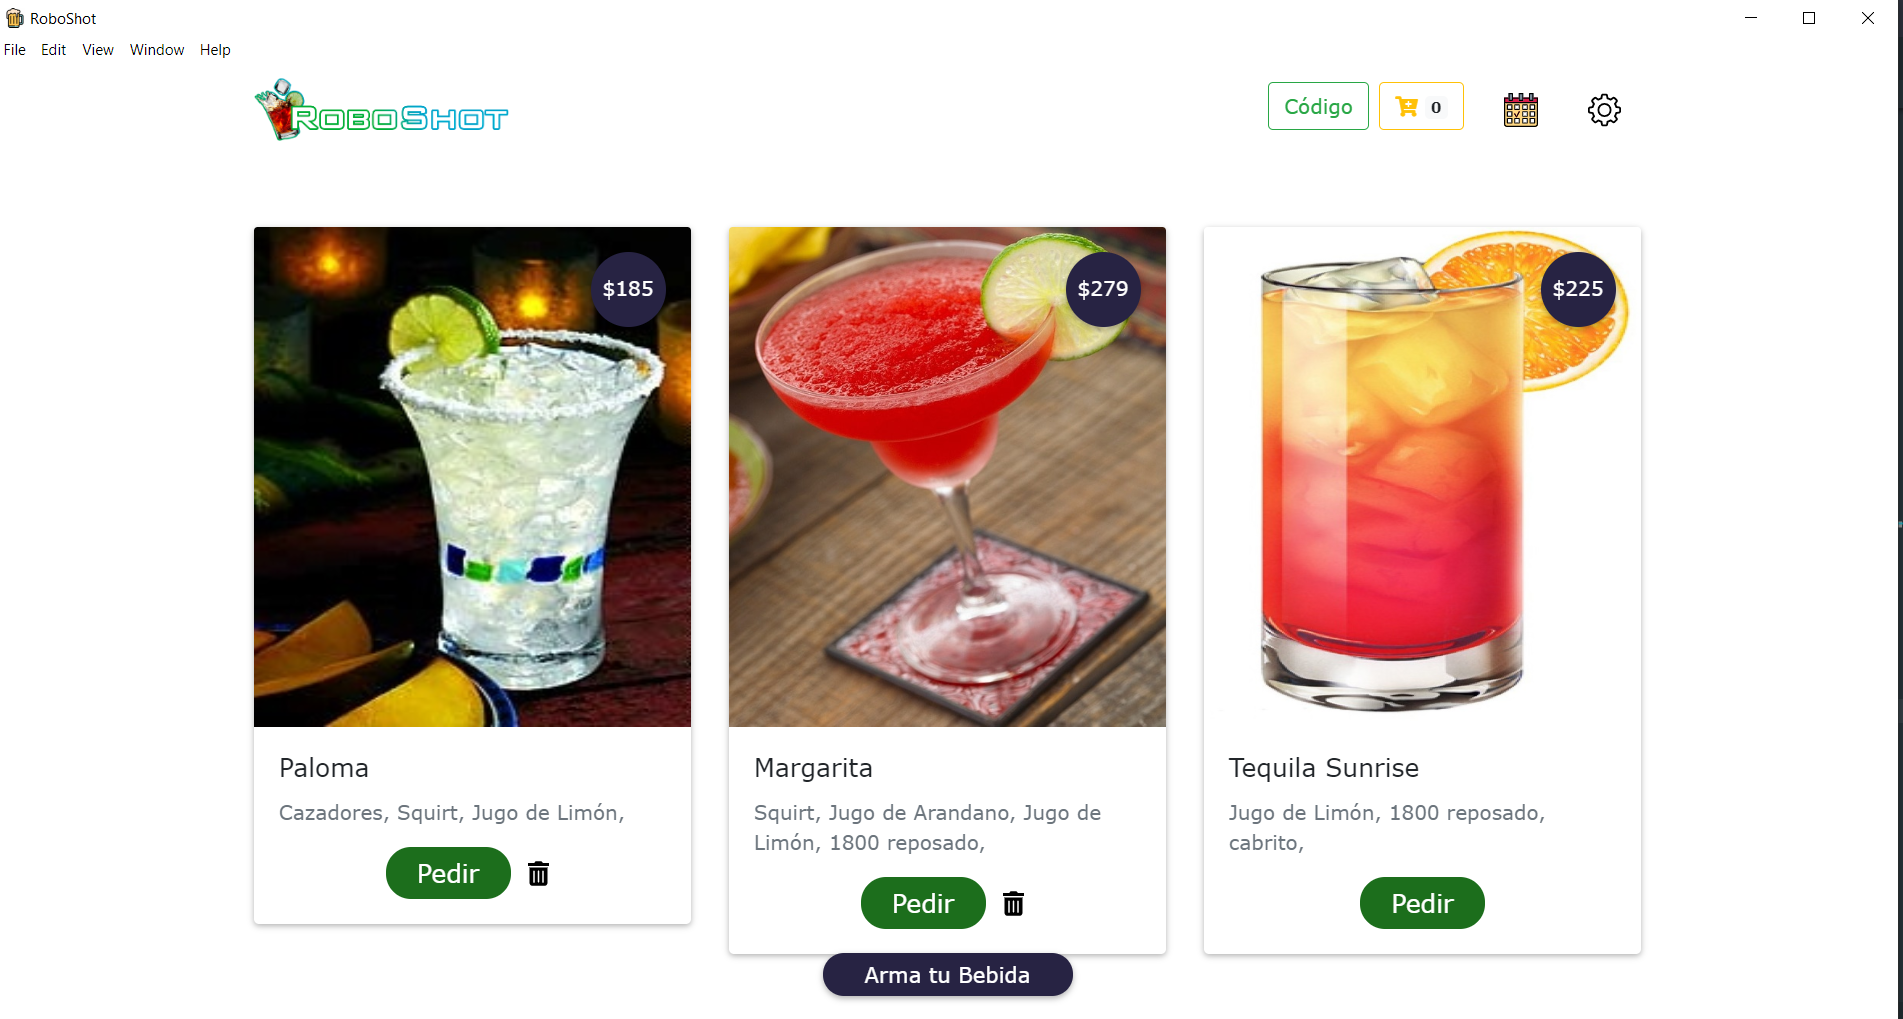 RoboShot
File Edit View Window Help
ROBOSHOT
Código
0
$185
$279
$225
Paloma
Cazadores, Squirt, Jugo de Limón,
Pedir
Margarita
Squirt, Jugo de Arandano, Jugo de
Limón, 1800 reposado,
Pedir
Tequila Sunrise
Jugo de Limón, 1800 reposado,
cabrito,
Pedir
Arma tu Bebida